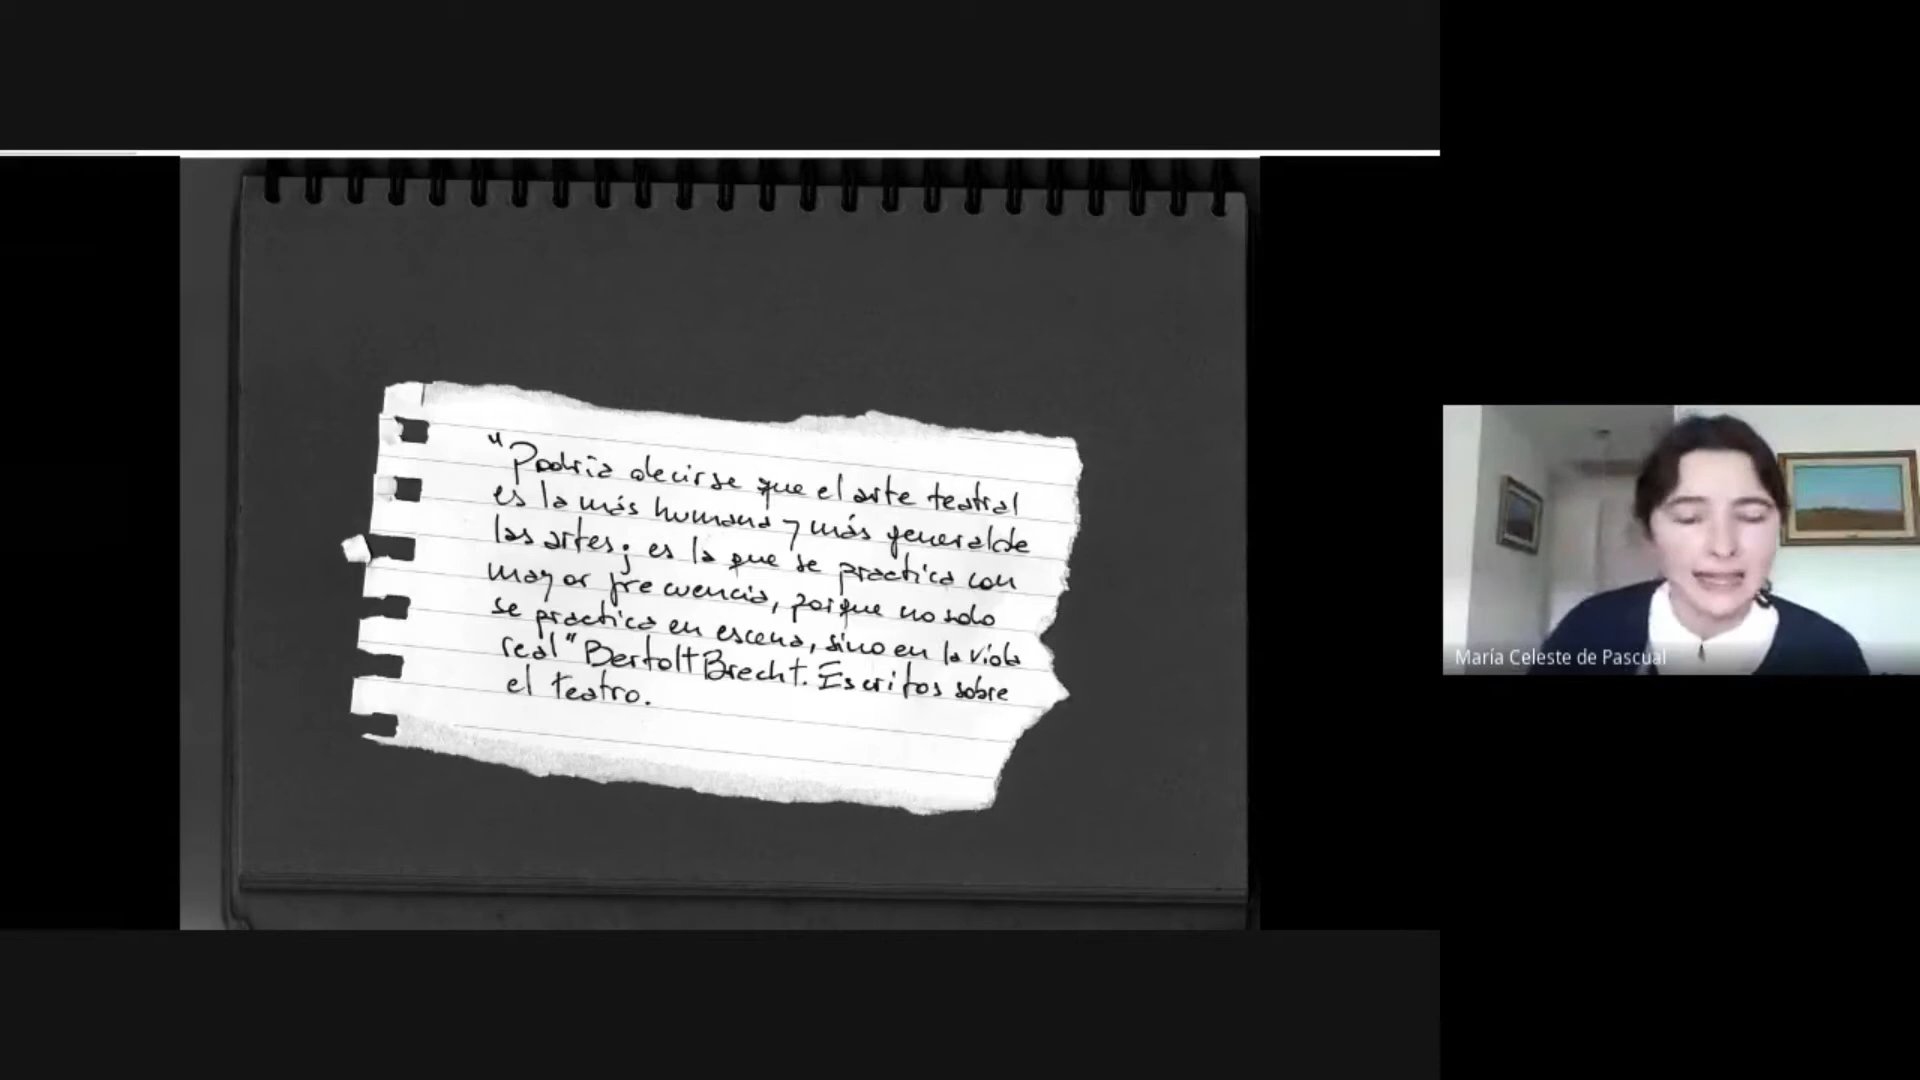 "Podría decirse que el arte teatral
es la más humana y más general de
las artes; es la que se practica con
mayor frecuencia, porque no solo
se practica en escena, sino en la vida
real" Bertolt Brecht. Escritos sobre
el teatro.
María Celeste de Pascual